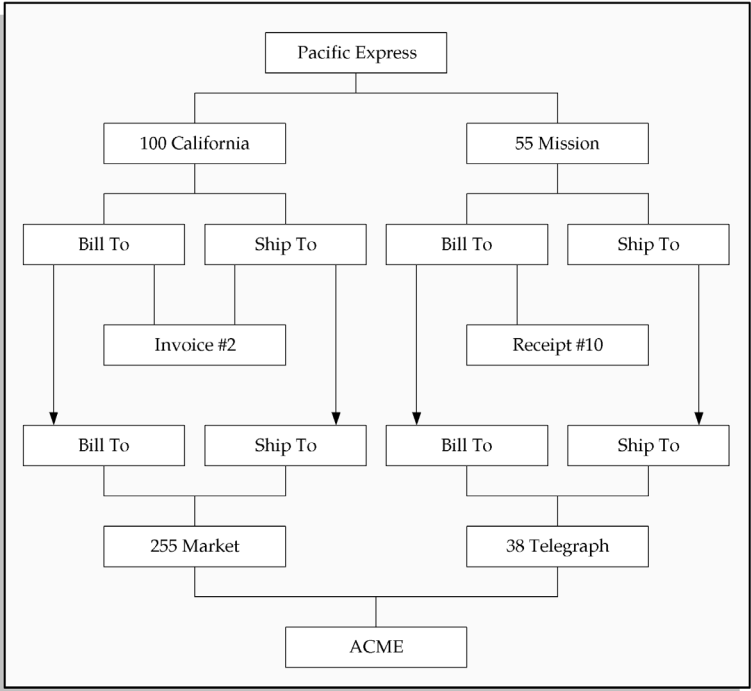 Pacific Express
100 California
55 Mission
Bill To
Ship To
Bill To
Ship To
Invoice #2
Receipt #10
Bill To
Ship To
Bill To
Ship To
255 Market
38 Telegraph
ACME